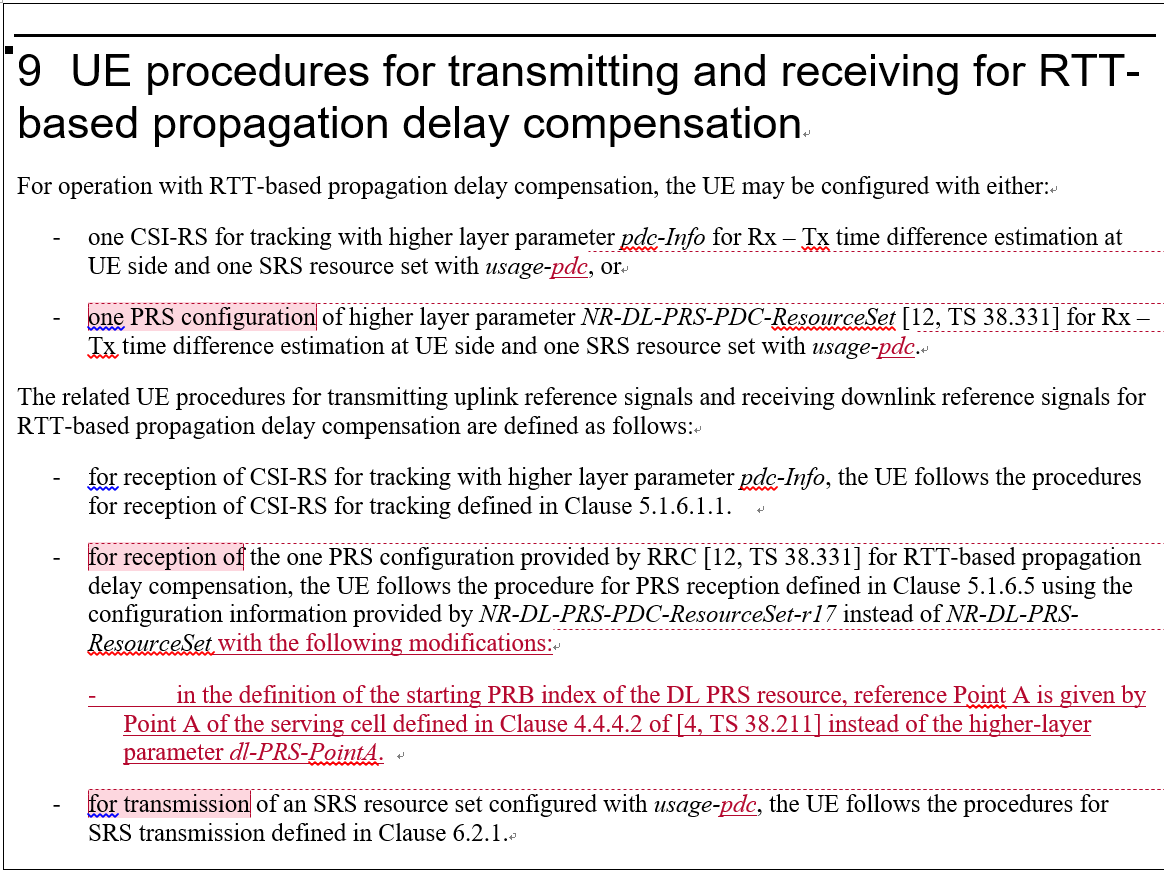 9 UE procedures for transmitting and receiving for RTT-
based propagation delay compensation
For operation with RTT-based propagation delay compensation, the UE may be configured with either:
- one CSI-RS for tracking with higher layer parameter pdc-Info for Rx – Tx time difference estimation at
UE side and one SRS resource set with usage-pdc, or
- one PRS configuration of higher layer parameter NR-DL-PRS-PDC-ResourceSet [12, TS 38.331] for Rx –
Tx time difference estimation at UE side and one SRS resource set with usage-pdc.
The related UE procedures for transmitting uplink reference signals and receiving downlink reference signals for
RTT-based propagation delay compensation are defined as follows:
- for reception of CSI-RS for tracking with higher layer parameter pdc-Info, the UE follows the procedures
for reception of CSI-RS for tracking defined in Clause 5.1.6.1.1.
- for reception of the one PRS configuration provided by RRC [12, TS 38.331] for RTT-based propagation
delay compensation, the UE follows the procedure for PRS reception defined in Clause 5.1.6.5 using the
configuration information provided by NR-DL-PRS-PDC-ResourceSet-r17 instead of NR-DL-PRS-
ResourceSet with the following modifications:
- in the definition of the starting PRB index of the DL PRS resource, reference Point A is given by
Point A of the serving cell defined in Clause 4.4.4.2 of [4, TS 38.211] instead of the higher-layer
parameter dl-PRS-PointA.
- for transmission of an SRS resource set configured with usage-pdc, the UE follows the procedures for
SRS transmission defined in Clause 6.2.1.